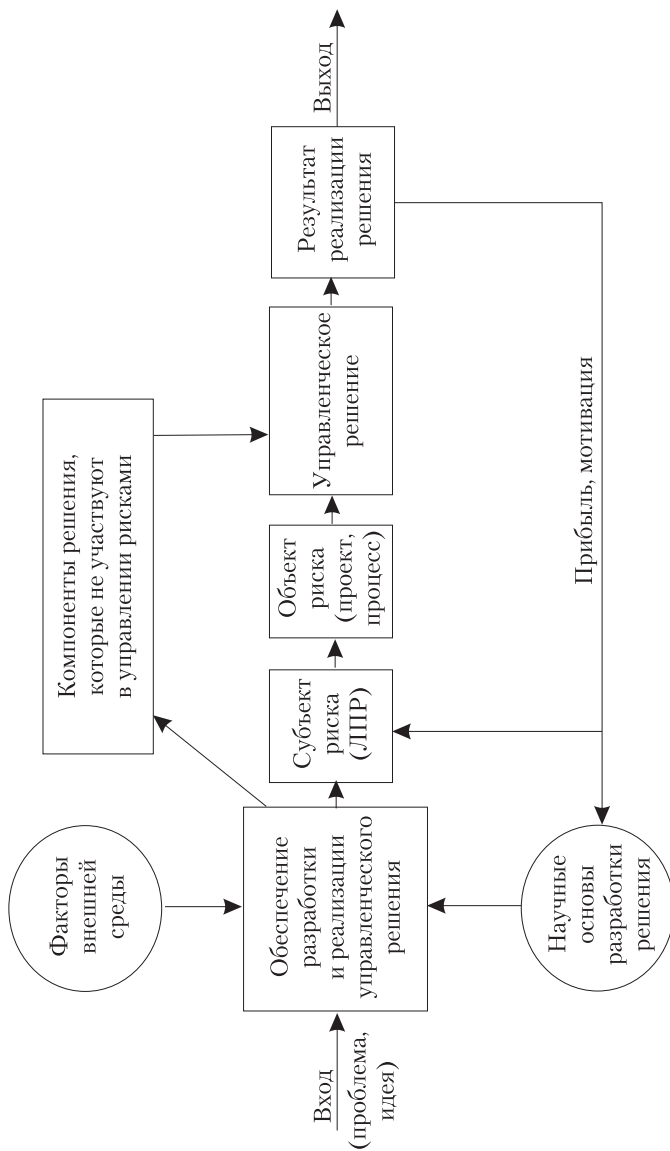 Вход
(проблема,
идея)
Факторы
внешней
среды
Обеспечение
разработки
и реализации
управленческого
решения
Научные
основы
разработки
решения
Компоненты решения,
которые не участвуют
в управлении рисками
Субъект
риска
(ЛПР)
Объект
риска
(проект,
процесс)
Управленческое
решение
Результат
реализации
решения
Выход
Прибыль, мотивация